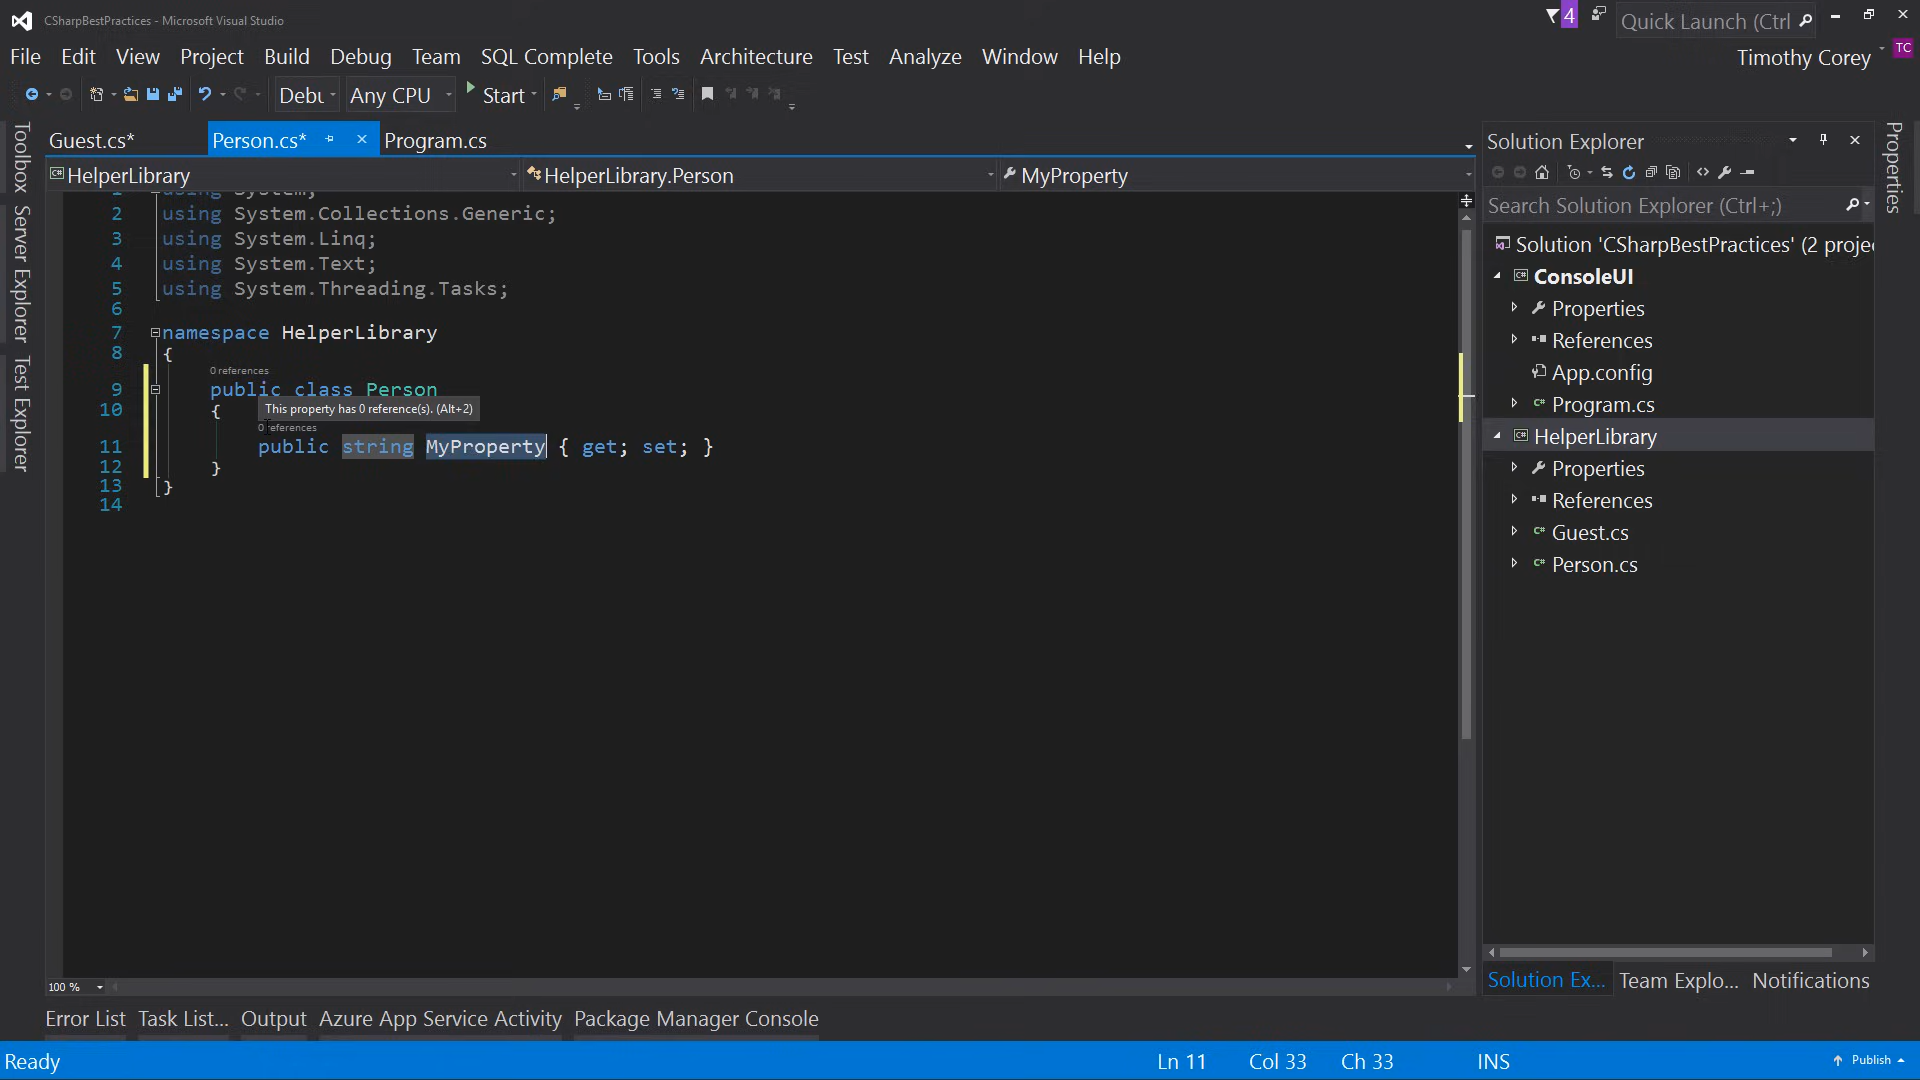 CSharpBestPractices - Microsoft Visual Studio
4
Quick Launch (Ctrl
File Edit View Project Build Debug Team SQL Complete Tools Architecture Test Analyze Window Help
Timothy Corey
TC
Debu
Any CPU
Start
Guest.cs*
Person.cs*
Program.cs
HelperLibrary
HelperLibrary.Person
MyProperty
Toolbox
Server Explorer
Test Explorer
1 using System;
2 using System.Collections.Generic;
3 using System.Linq;
4 using System.Text;
5 using System.Threading.Tasks;
6
7 namespace HelperLibrary
8 {
0 references
9 public class Person
This property has 0 reference(s). (Alt+2)
10 {
0 references
11 public string MyProperty { get; set; }
12 }
13 }
14
100 %
Solution Explorer
Search Solution Explorer (Ctrl+;)
Solution 'CSharpBestPractices' (2 projec
ConsoleUI
Properties
References
App.config
Program.cs
HelperLibrary
Properties
References
Guest.cs
Person.cs
Solution Ex... Team Explo... Notifications
Properties
Error List Task List... Output Azure App Service Activity Package Manager Console
Ready
Ln 11 Col 33 Ch 33 INS
Publish